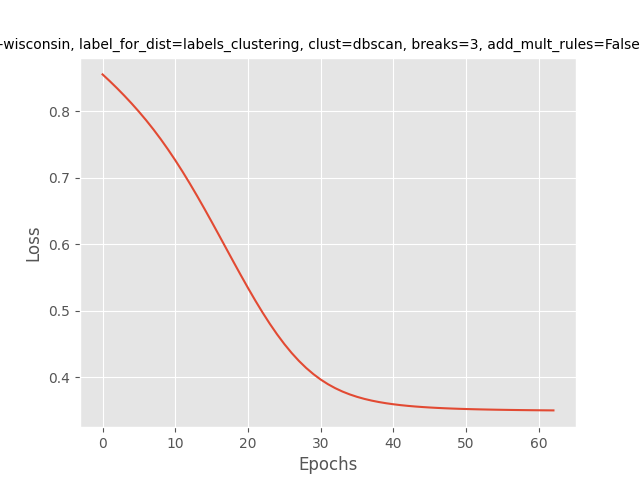 -wisconsin, label_for_dist=labels_clustering, clust=dbscan, breaks=3, add_mult_rules=False
0.8
0.7
0.6
0.5
0.4
Loss
0 10 20 30 40 50 60
Epochs